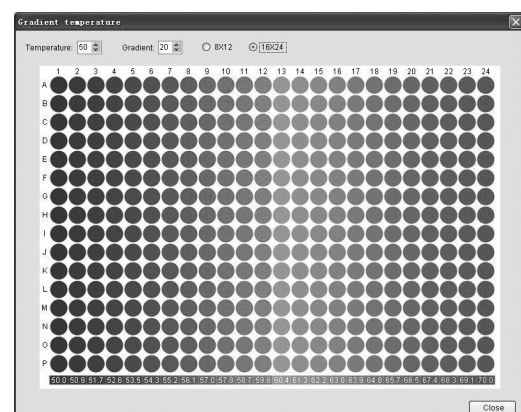 Gradient temperature
Temperature: 50 Gradient: 20 8X12 16X24
1 2 3 4 5 6 7 8 9 10 11 12 13 14 15 16 17 18 19 20 21 22 23 24
A
B
C
D
E
F
G
H
I
J
K
L
M
N
O
P
50.0 50.9 51.7 52.6 53.5 54.3 55.2 56.1 57.0 57.8 58.7 59.6 60.4 61.3 62.2 63.0 63.9 64.8 65.7 66.5 67.4 68.3 69.1 70.0
Close